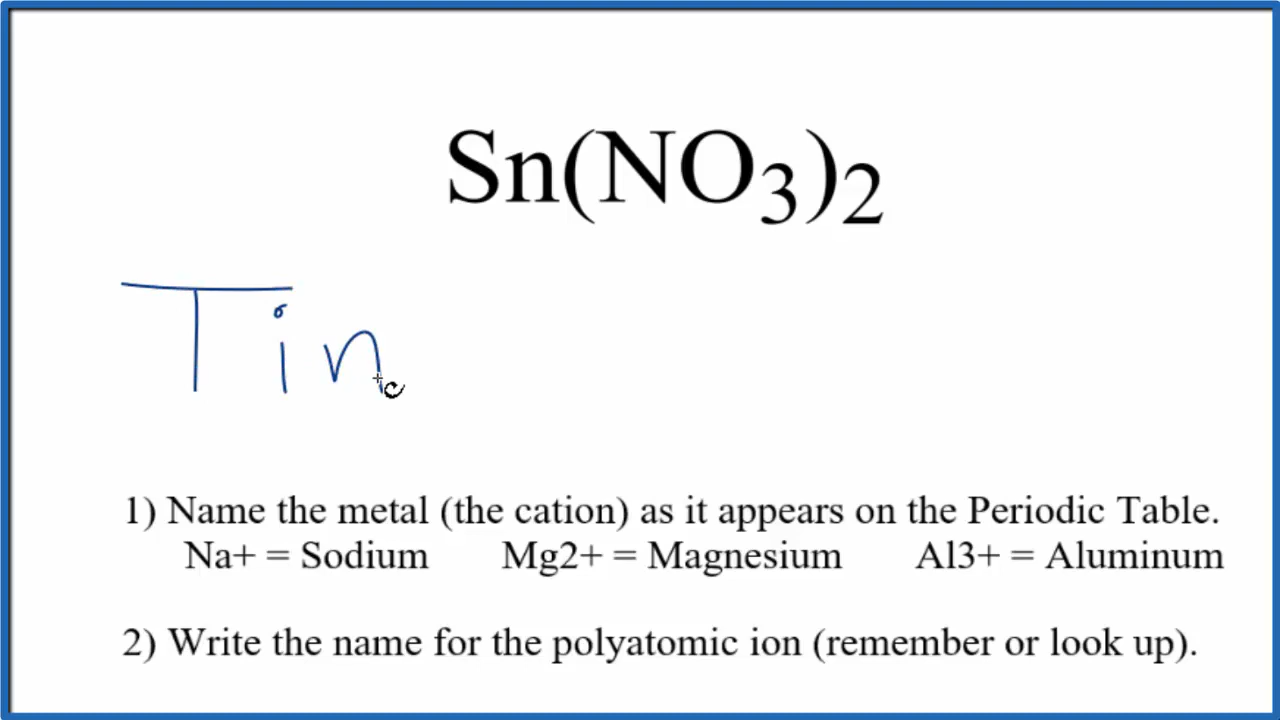 Sn(NO3)2
Tin
1) Name the metal (the cation) as it appears on the Periodic Table.
Na+ = Sodium Mg2+ = Magnesium Al3+ = Aluminum
2) Write the name for the polyatomic ion (remember or look up).